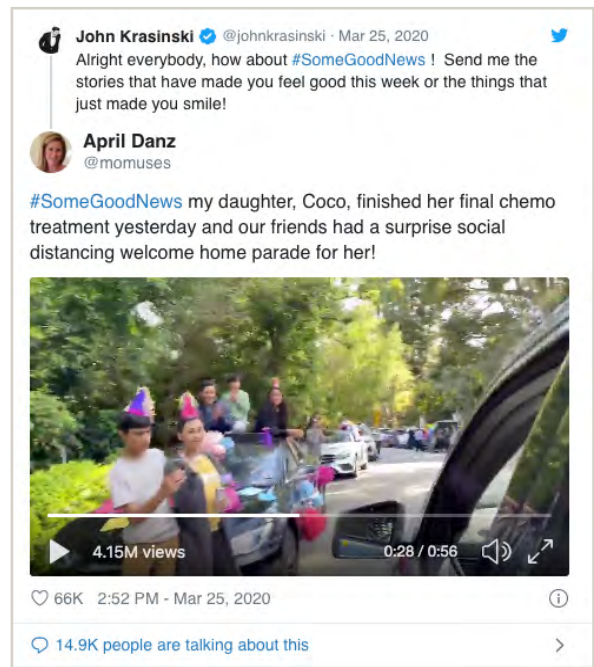 John Krasinski @johnkrasinski · Mar 25, 2020
Alright everybody, how about #SomeGoodNews ! Send me the
stories that have made you feel good this week or the things that
just made you smile!
April Danz
@momuses
#SomeGoodNews my daughter, Coco, finished her final chemo
treatment yesterday and our friends had a surprise social
distancing welcome home parade for her!
4.15M views
0:28 / 0:56
66K 2:52 PM - Mar 25, 2020
14.9K people are talking about this